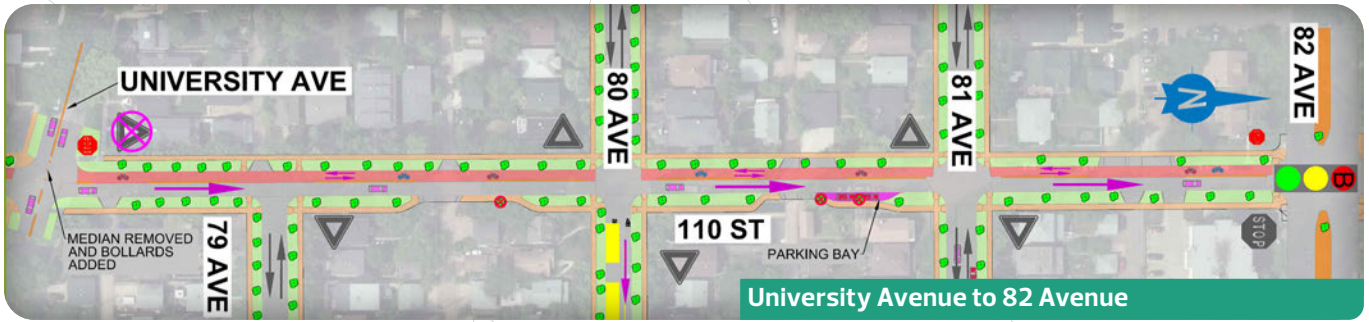 UNIVERSITY AVE
80 AVE
81 AVE
82 AVE
N
STOP
B
79 AVE
110 ST
MEDIAN REMOVED
AND BOLLARDS
ADDED
PARKING BAY
STOP
University Avenue to 82 Avenue